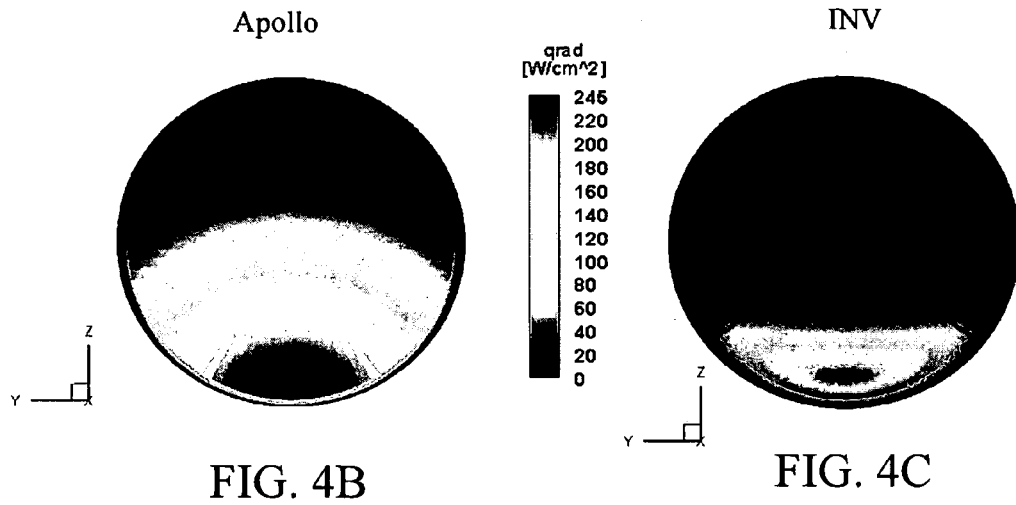 Apollo
INV
qrad
[W/cm^2]
245
220
200
180
160
140
120
100
80
60
40
20
0
Z
Y
X
Z
Y
X
FIG. 4B
FIG. 4C